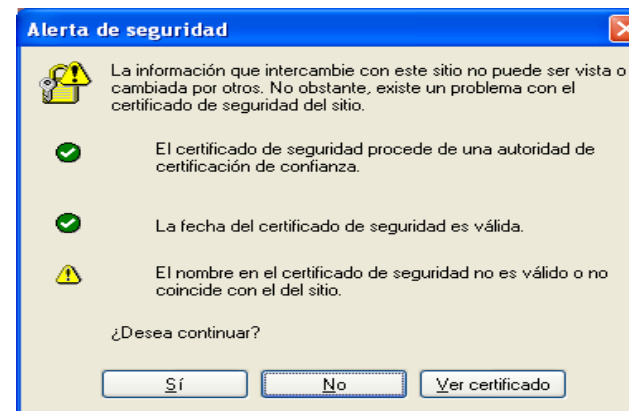 Alerta de seguridad
La información que intercambie con este sitio no puede ser vista o
cambiada por otros. No obstante, existe un problema con el
certificado de seguridad del sitio.
El certificado de seguridad procede de una autoridad de
certificación de confianza.
La fecha del certificado de seguridad es válida.
El nombre en el certificado de seguridad no es válido o no
coincide con el del sitio.
¿Desea continuar?
Sí
No
Ver certificado